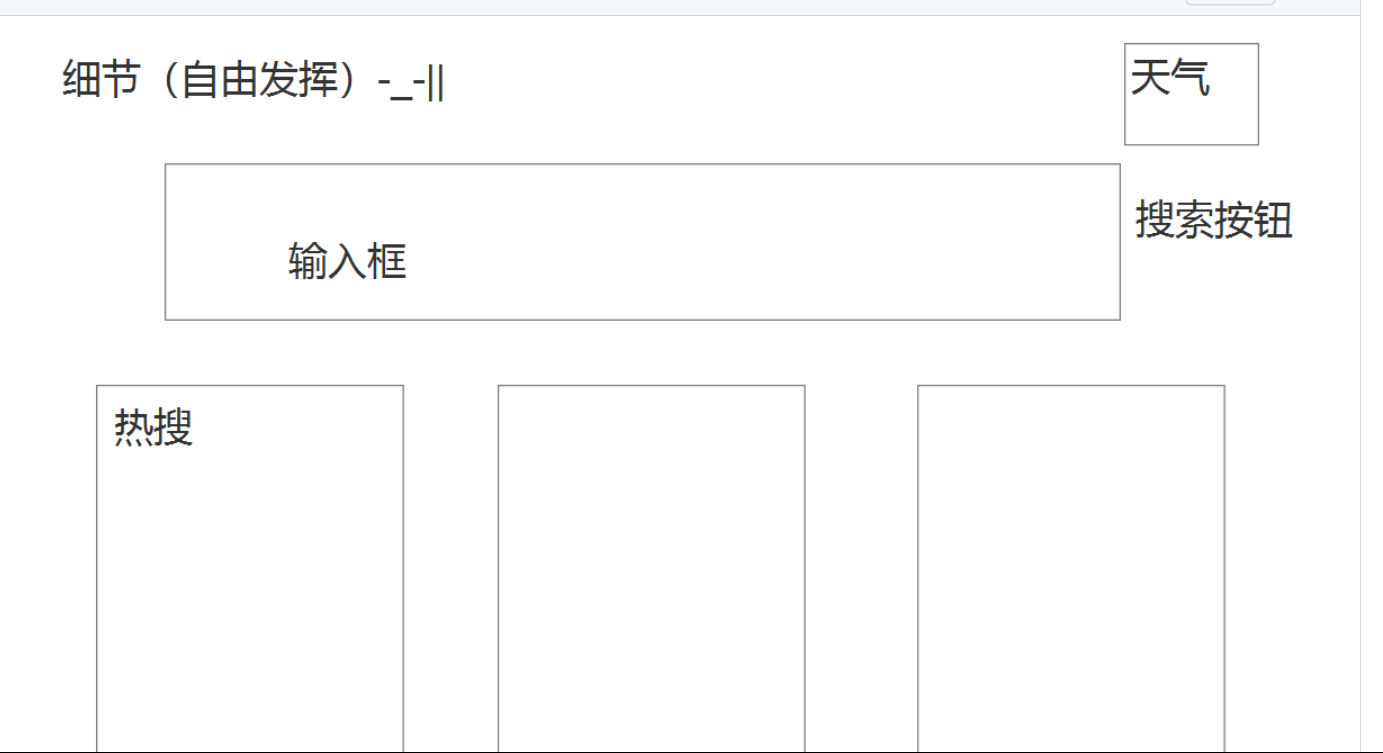 细节（自由发挥）-_-||
天气
搜索按钮
输入框
热搜